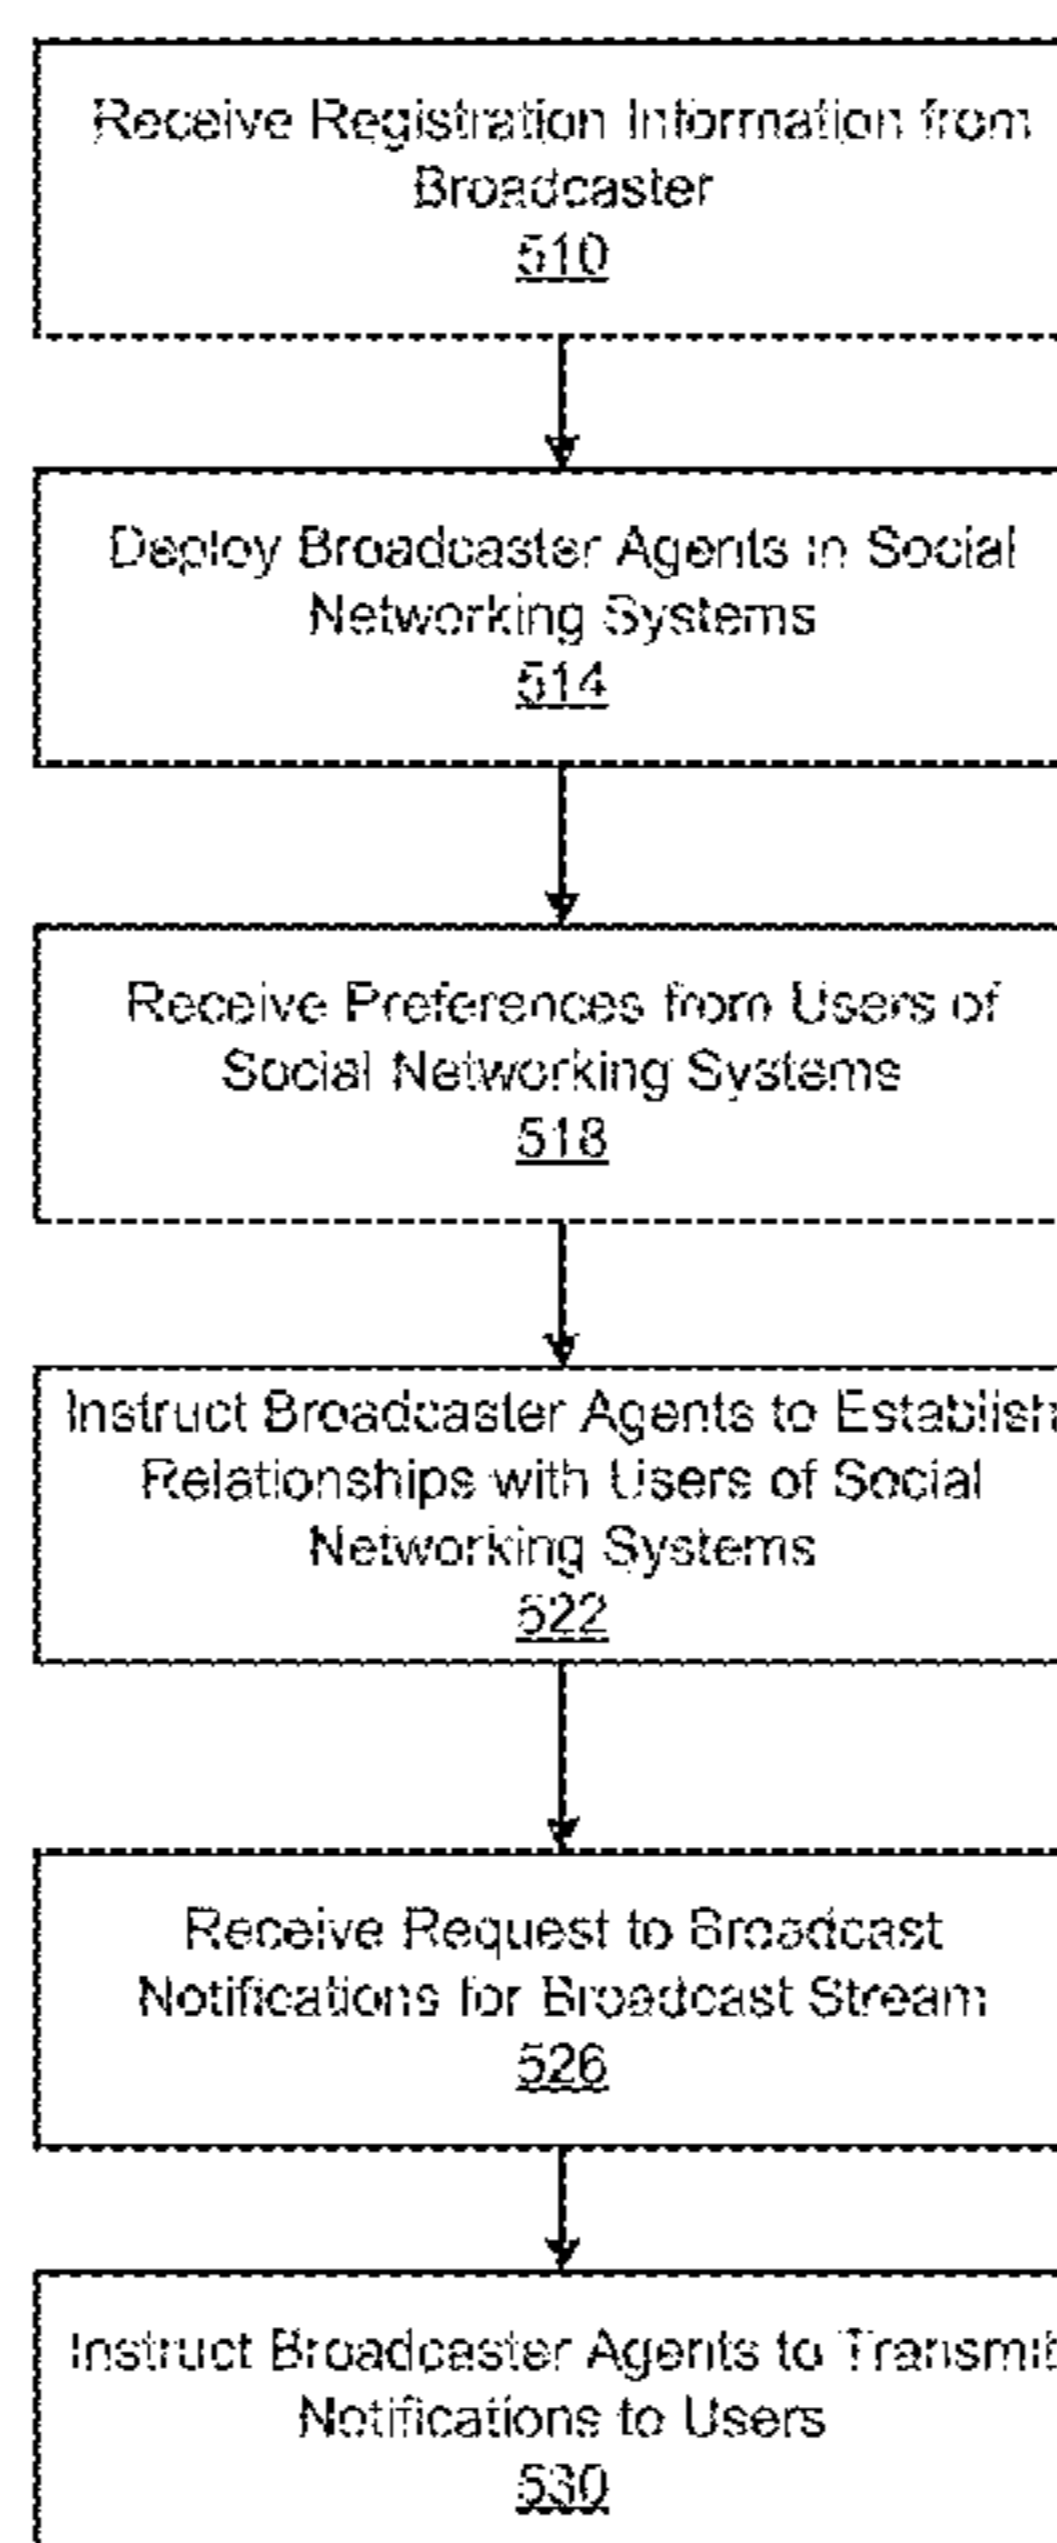 Receive Registration Information from
Broadcaster
510
Deploy Broadcaster Agents in Social
Networking Systems
514
Receive Preferences from Users of
Social Networking Systems
518
Instruct Broadcaster Agents to Establish
Relationships with Users of Social
Networking Systems
522
Receive Request to Broadcast
Notifications for Broadcast Stream
526
Instruct Broadcaster Agents to Transmit
Notifications to Users
530